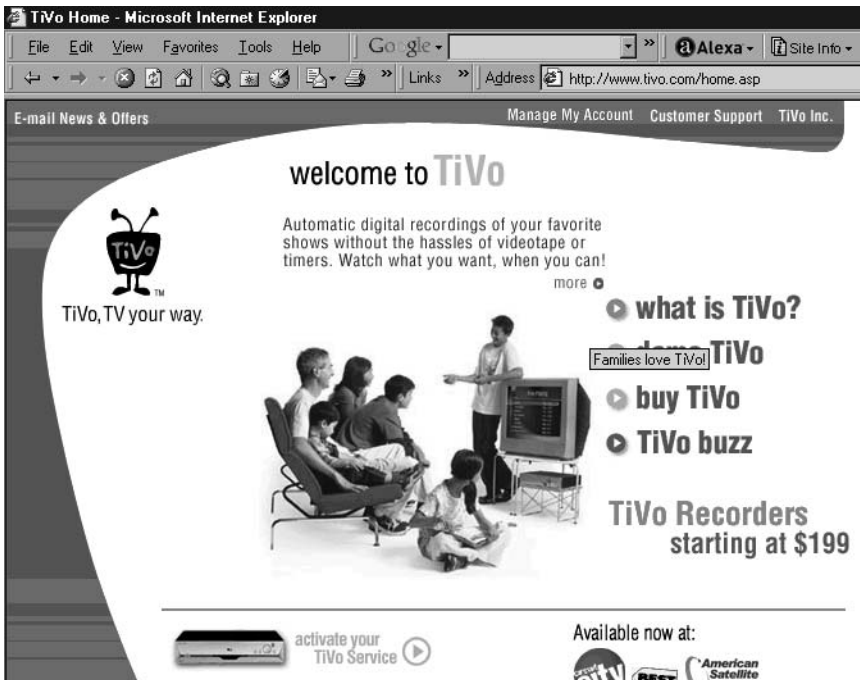 TiVo Home - Microsoft Internet Explorer
File Edit View Favorites Tools Help Google » Alexa Site Info
» Links » Address http://www.tivo.com/home.asp
E-mail News & Offers Manage My Account Customer Support TiVo Inc.
welcome to TiVo
Automatic digital recordings of your favorite
shows without the hassles of videotape or
timers. Watch what you want, when you can!
more
TiVo
TM
TiVo, TV your way.
what is TiVo?
Families love TiVo!
TiVo
buy TiVo
TiVo buzz
TiVo Recorders
starting at $199
activate your
TiVo Service
Available now at:
city
BEST
American
Satellite